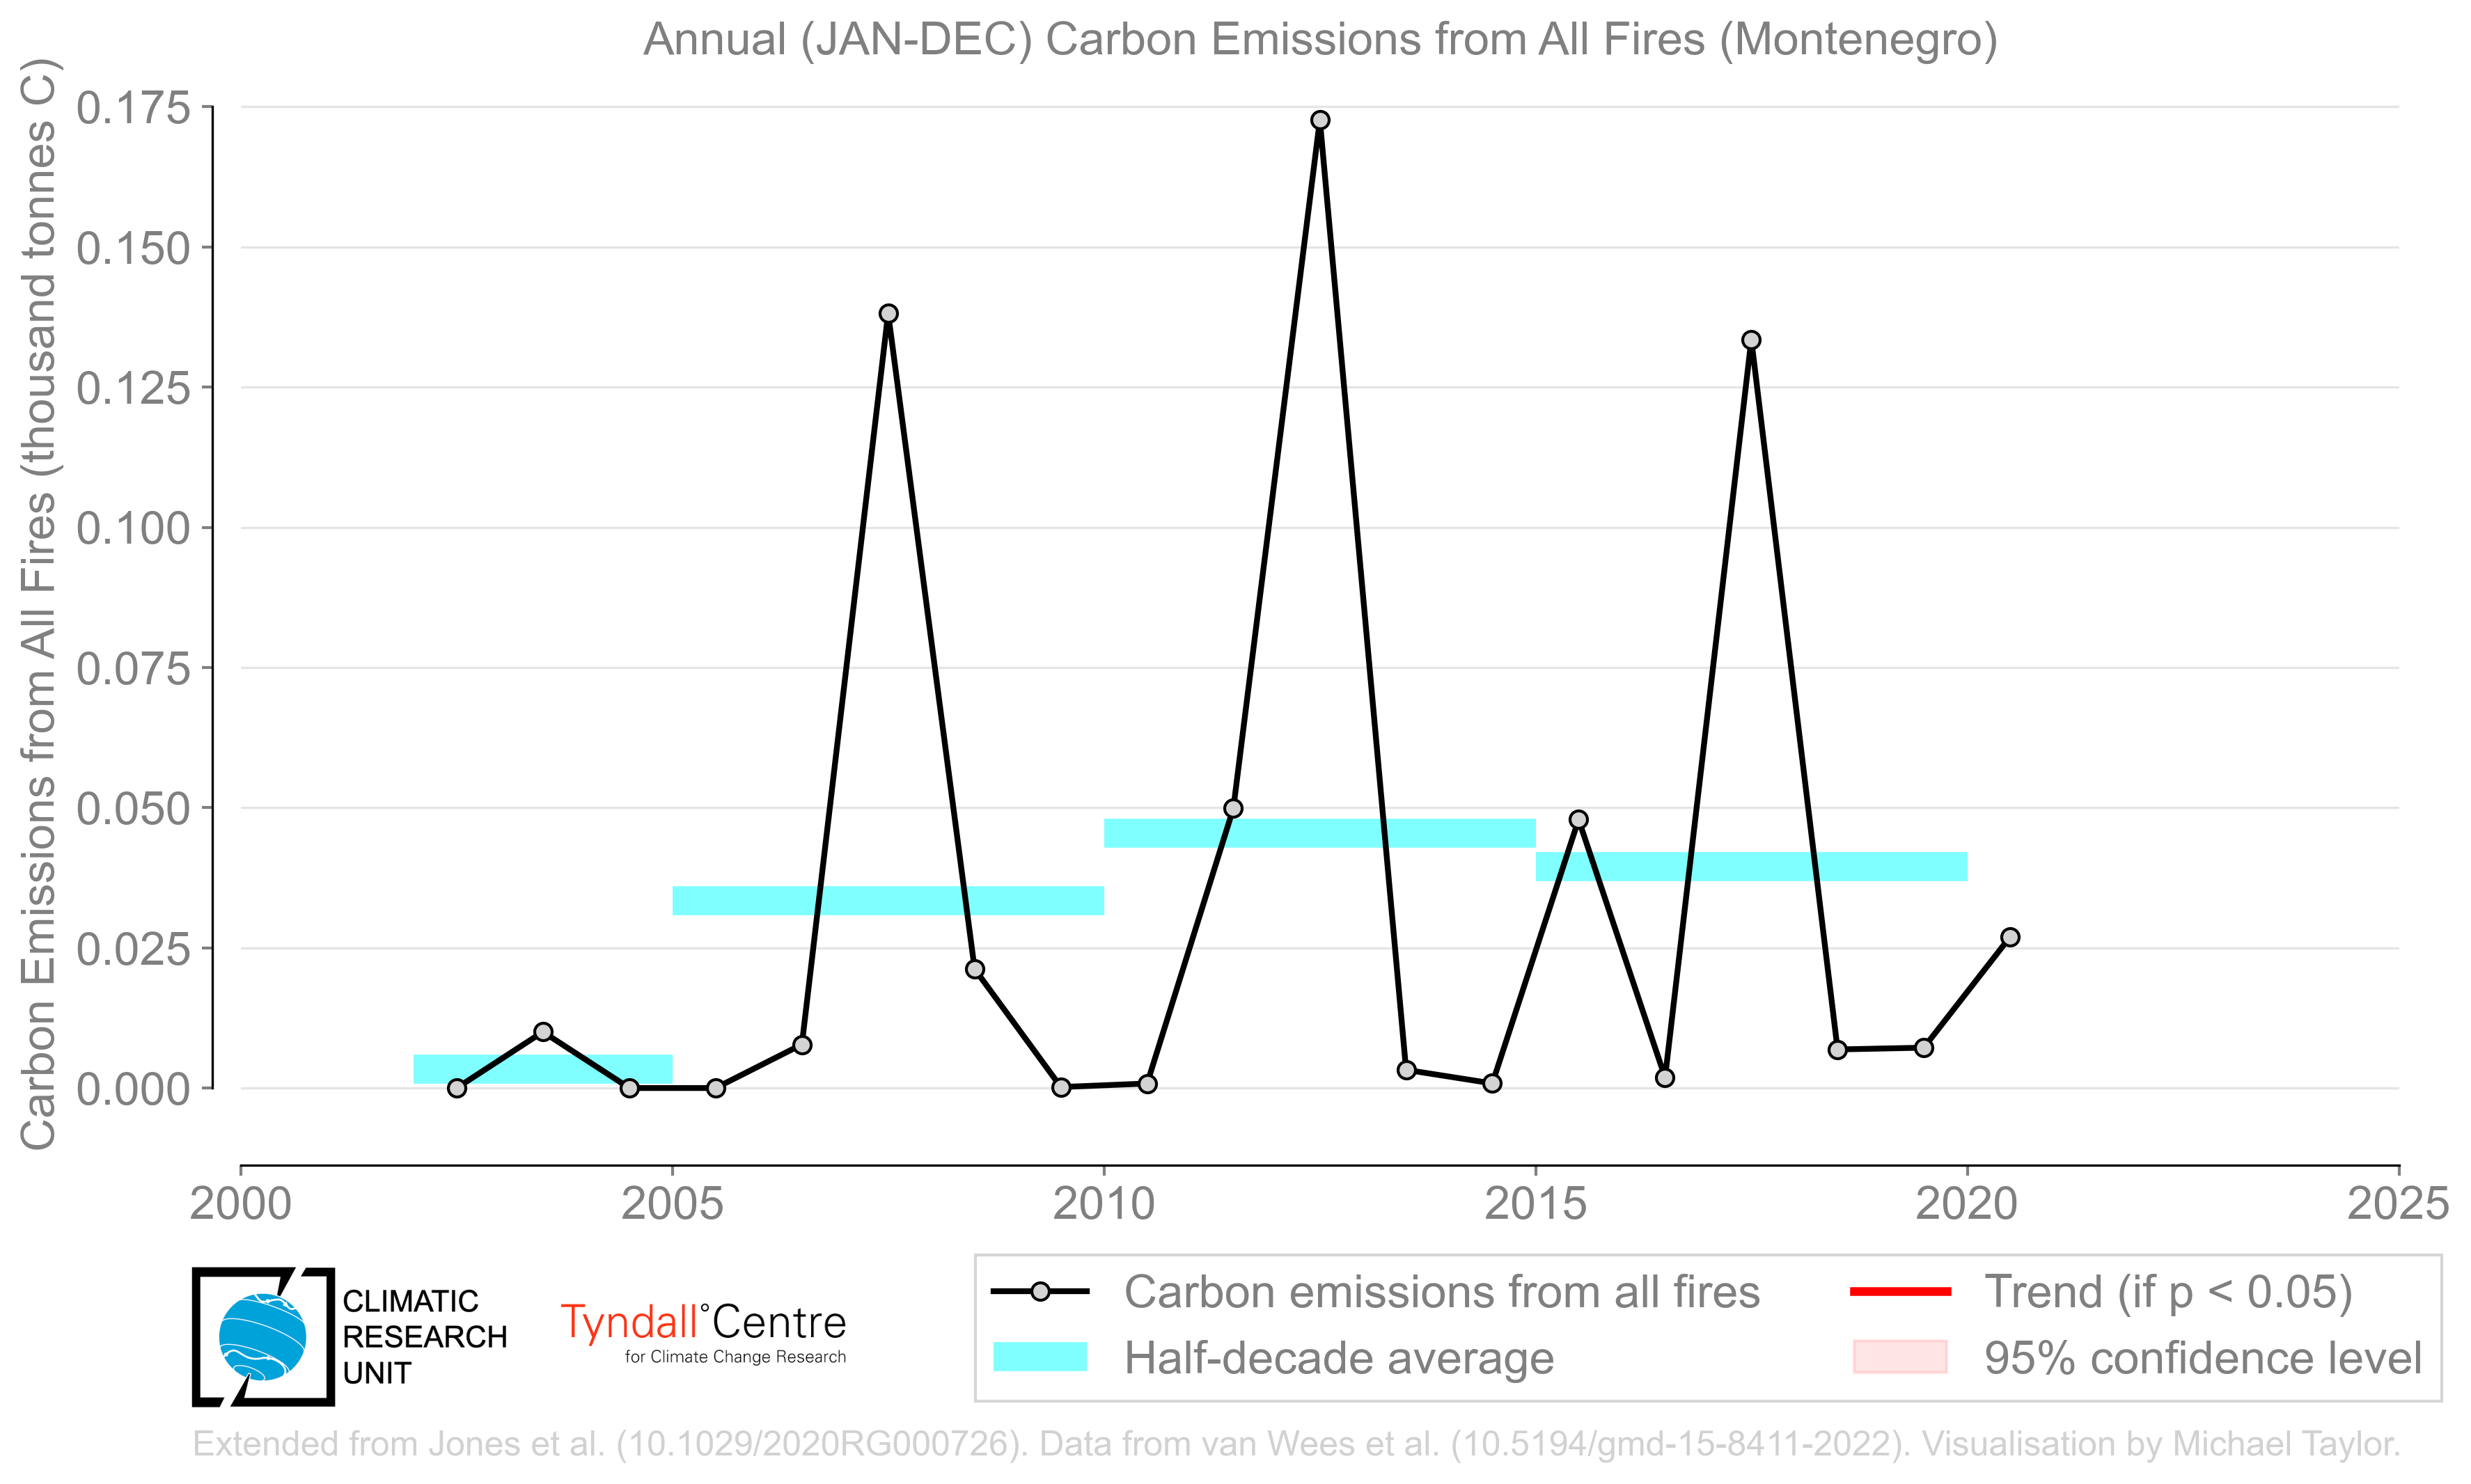 Annual (JAN-DEC) Carbon Emissions from All Fires (Montenegro)
Carbon Emissions from All Fires (thousand tonnes C)
0.175
0.150
0.125
0.100
0.075
0.050
0.025
0.000
2000 2005 2010 2015 2020 2025
CLIMATIC
RESEARCH
UNIT
Tyndall°Centre
for Climate Change Research
Carbon emissions from all fires
Half-decade average
Trend (if p < 0.05)
95% confidence level
Extended from Jones et al. (10.1029/2020RG000726). Data from van Wees et al. (10.5194/gmd-15-8411-2022). Visualisation by Michael Taylor.